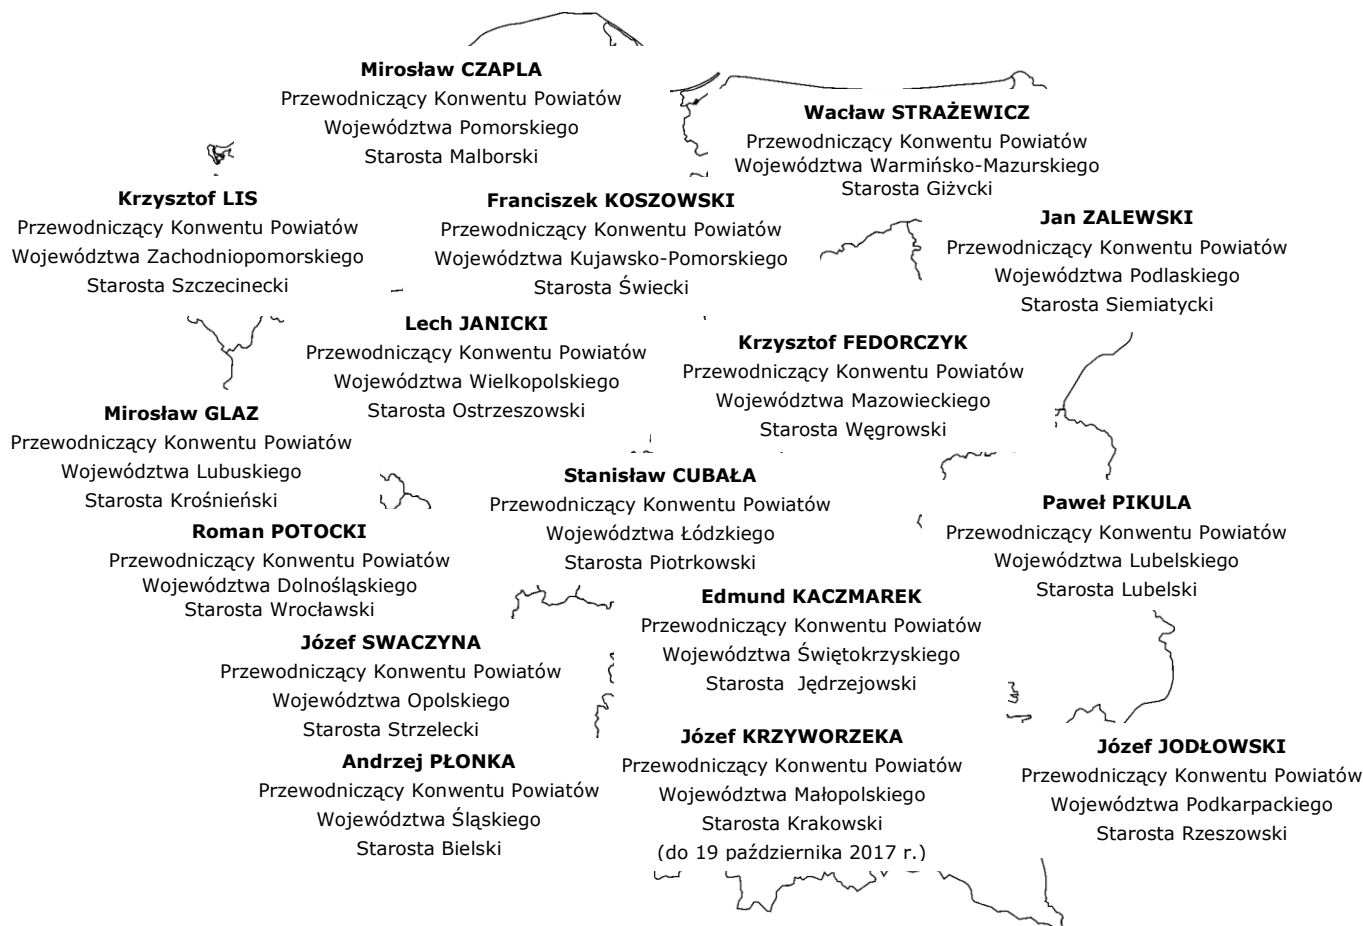 Mirosław CZAPLA
Przewodniczący Konwentu Powiatów
Województwa Pomorskiego
Starosta Malborski
Wacław STRAŻEWICZ
Przewodniczący Konwentu Powiatów
Województwa Warmińsko-Mazurskiego
Starosta Giżycki
Krzysztof LIS
Przewodniczący Konwentu Powiatów
Województwa Zachodniopomorskiego
Starosta Szczecinecki
Franciszek KOSZOWSKI
Przewodniczący Konwentu Powiatów
Województwa Kujawsko-Pomorskiego
Starosta Świecki
Jan ZALEWSKI
Przewodniczący Konwentu Powiatów
Województwa Podlaskiego
Starosta Siemiatycki
Lech JANICKI
Przewodniczący Konwentu Powiatów
Województwa Wielkopolskiego
Starosta Ostrzeszowski
Krzysztof FEDORCZYK
Przewodniczący Konwentu Powiatów
Województwa Mazowieckiego
Starosta Węgrowski
Mirosław GLAZ
Przewodniczący Konwentu Powiatów
Województwa Lubuskiego
Starosta Krośnieński
Stanisław CUBAŁA
Przewodniczący Konwentu Powiatów
Województwa Łódzkiego
Starosta Piotrkowski
Paweł PIKULA
Przewodniczący Konwentu Powiatów
Województwa Lubelskiego
Starosta Lubelski
Roman POTOCKI
Przewodniczący Konwentu Powiatów
Województwa Dolnośląskiego
Starosta Wrocławski
Edmund KACZMAREK
Przewodniczący Konwentu Powiatów
Województwa Świętokrzyskiego
Starosta  Jędrzejowski
Józef SWACZYNA
Przewodniczący Konwentu Powiatów
Województwa Opolskiego
Starosta Strzelecki
Józef KRZYWORZEKA
Przewodniczący Konwentu Powiatów
Województwa Małopolskiego
Starosta Krakowski
(do 19 października 2017 r.)
Józef JODŁOWSKI
Przewodniczący Konwentu Powiatów
Województwa Podkarpackiego
Starosta Rzeszowski
Andrzej PŁONKA
Przewodniczący Konwentu Powiatów
Województwa Śląskiego
Starosta Bielski